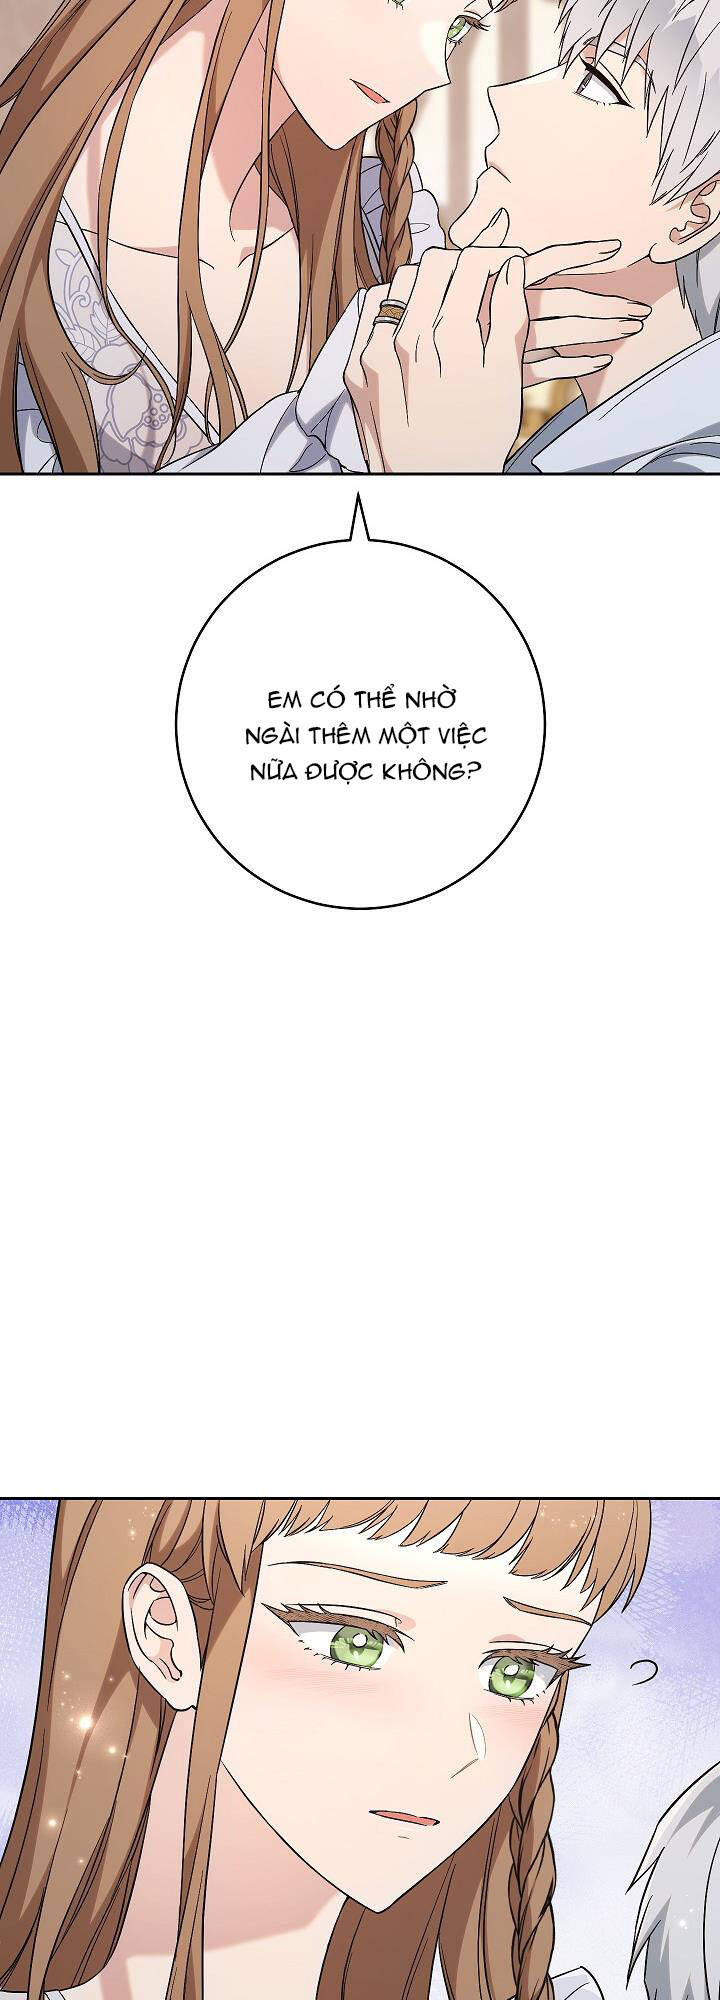 EM CÓ THỂ NHỜ
NGÀI THÊM MỘT VIỆC
NỮA ĐƯỢC KHÔNG?